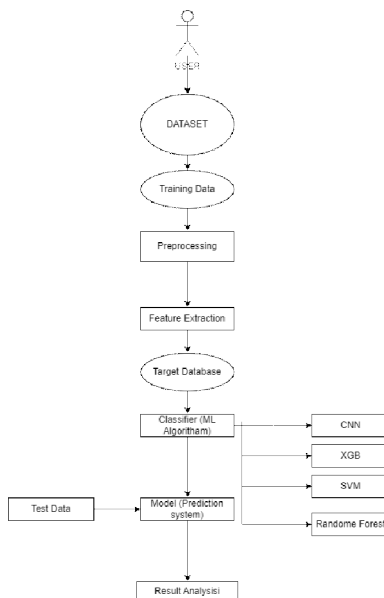 USER
DATASET
Training Data
Preprocessing
Feature Extraction
Target Database
Classifier (ML
Algoritham)
CNN
XGB
SVM
Randome Forest
Test Data
Model (Prediction
system)
Result Analysisi